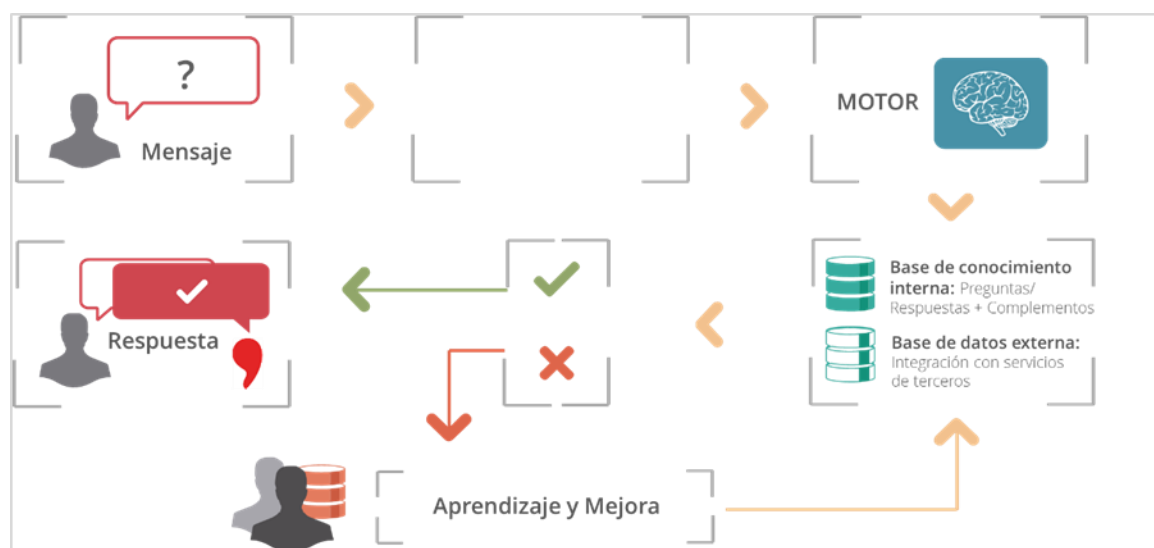 ?
Mensaje
MOTOR
Respuesta
Base de conocimiento
interna: Preguntas/
Respuestas + Complementos
Base de datos externa:
Integración con servicios
de terceros
Aprendizaje y Mejora